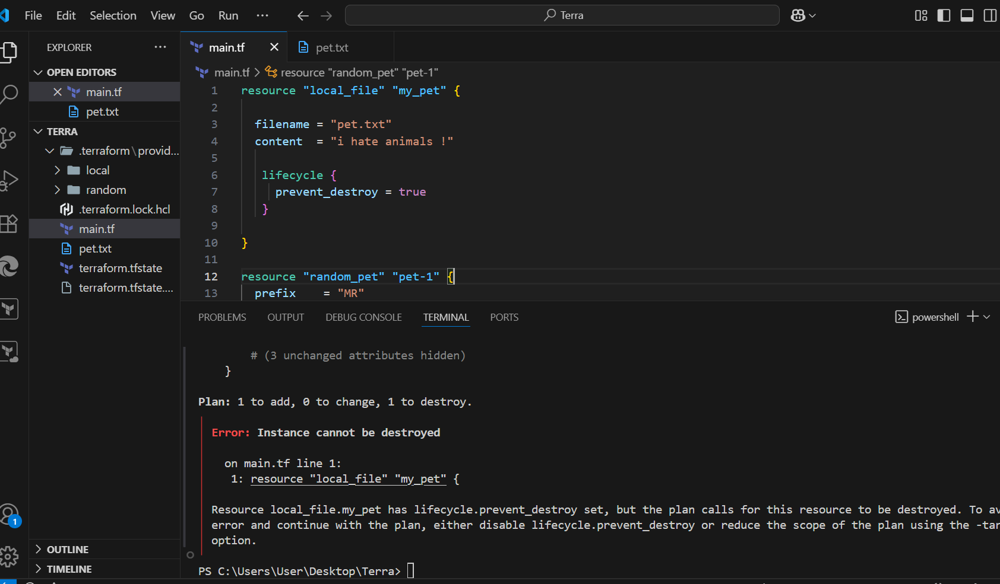 File Edit Selection View Go Run ··· Terra
EXPLORER ···
OPEN EDITORS
main.tf
pet.txt
TERRA
.terraform\provid...
local
random
.terraform.lock.hcl
main.tf
pet.txt
terraform.tfstate
terraform.tfstate....
OUTLINE
TIMELINE
1
main.tf pet.txt
main.tf > resource "random_pet" "pet-1"
1 resource "local_file" "my_pet" {
2
3 filename = "pet.txt"
4 content = "i hate animals !"
5
6 lifecycle {
7 prevent_destroy = true
8 }
9
10 }
11
12 resource "random_pet" "pet-1" {
13 prefix = "MR"
PROBLEMS OUTPUT DEBUG CONSOLE TERMINAL PORTS powershell
# (3 unchanged attributes hidden)
}
Plan: 1 to add, 0 to change, 1 to destroy.
Error: Instance cannot be destroyed
on main.tf line 1:
1: resource "local_file" "my_pet" {
Resource local_file.my_pet has lifecycle.prevent_destroy set, but the plan calls for this resource to be destroyed. To av
error and continue with the plan, either disable lifecycle.prevent_destroy or reduce the scope of the plan using the -tar
option.
PS C:\Users\User\Desktop\Terra>